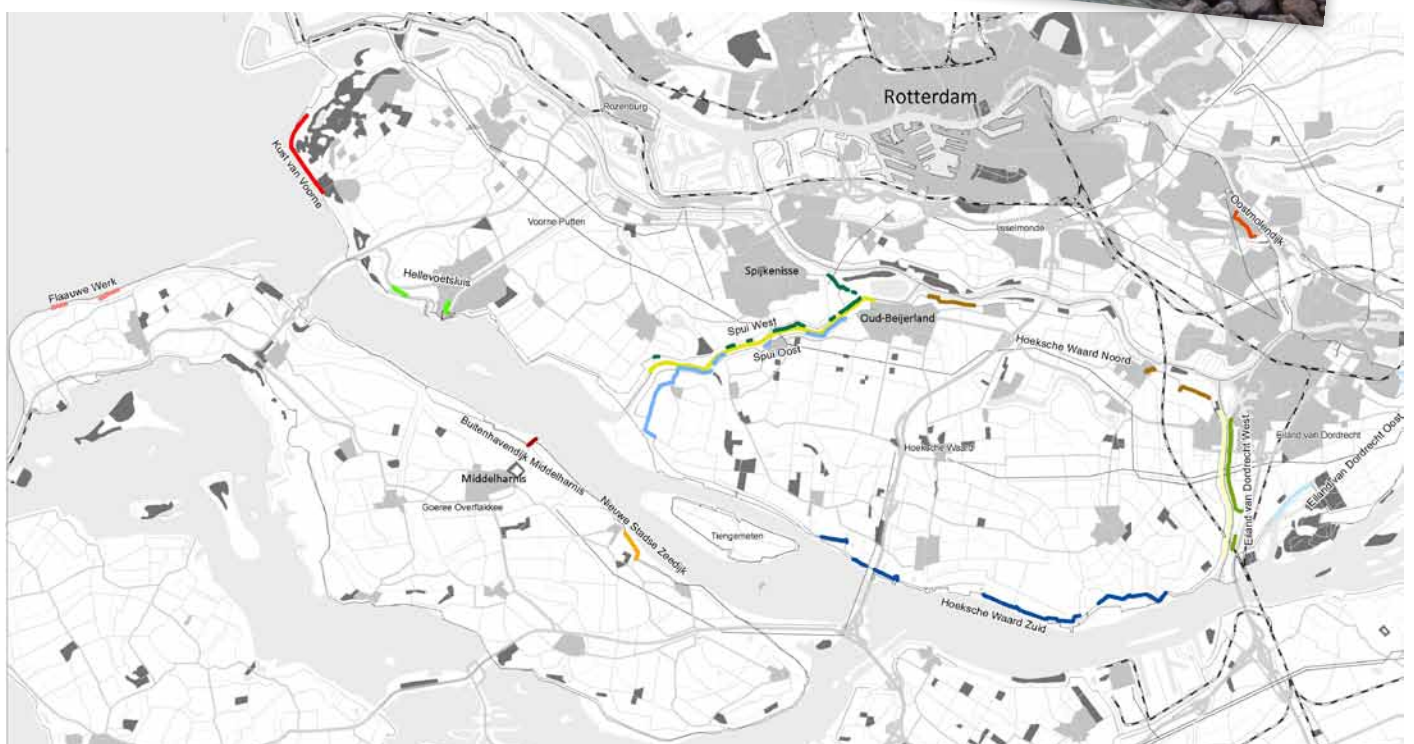 Rotterdam
Rozenburg
Kust van Voorne
Oostmolendijk
Voorne Putten
IJsselmonde
Hellevoetsluis
Spijkenisse
Flaauwe Werk
Oud-Beijerland
Spui West
Spui Oost
Hoeksche Waard Noord
Buitenhavendijk Middelharnis
Hoeksche Waard
Eiland van Dordrecht
Eiland van Dordrecht West
Eiland van Dordrecht Oost
Middelharnis
Goeree Overflakkee
Nieuwe Stadse Zeedijk
Tiengemeten
Hoeksche Waard Zuid